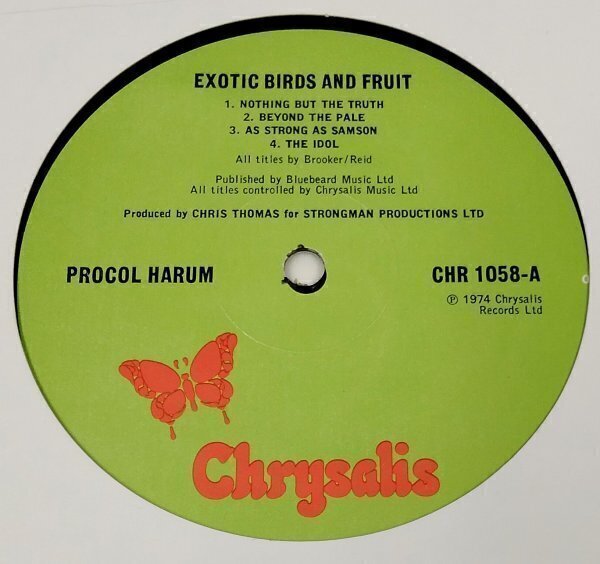 EXOTIC BIRDS AND FRUIT
1. NOTHING BUT THE TRUTH
2. BEYOND THE PALE
3. AS STRONG AS SAMSON
4. THE IDOL
All titles by Brooker/Reid
Published by Bluebeard Music Ltd
All titles controlled by Chrysalis Music Ltd
Produced by CHRIS THOMAS for STRONGMAN PRODUCTIONS LTD
PROCOL HARUM
CHR 1058-A
℗ 1974 Chrysalis
Records Ltd
Chrysalis